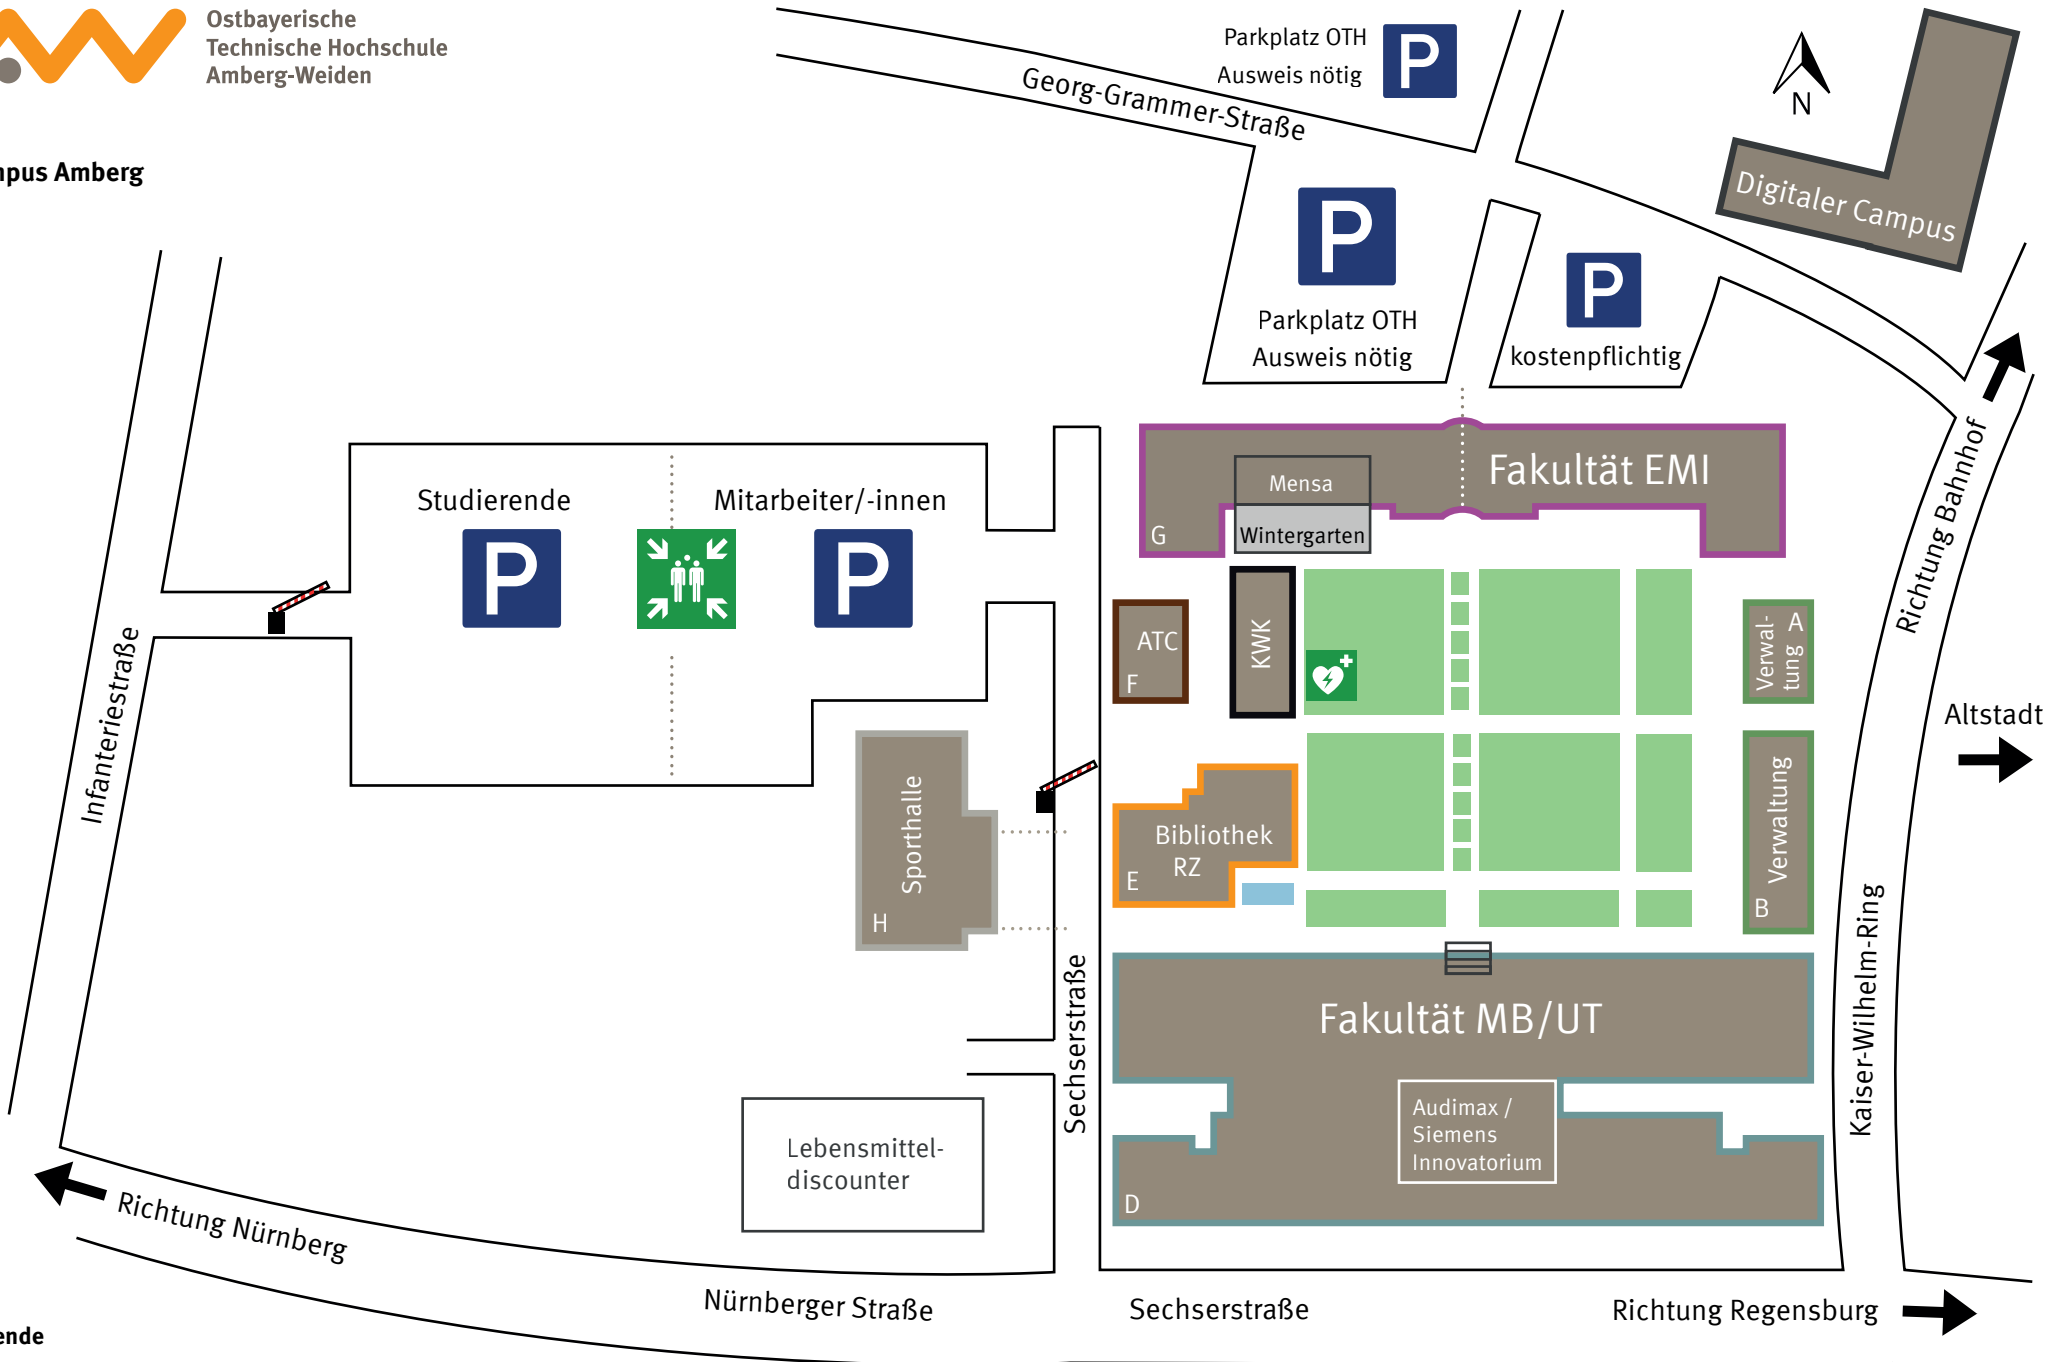 Ostbayerische
Technische Hochschule
Amberg-Weiden
Amberg
Parkplatz OTH
Ausweis nötig
P
N
Georg-Grammer-Straße
Digitaler Campus
P
Parkplatz OTH
Ausweis nötig
P
kostenpflichtig
Richtung Bahnhof
Studierende
P
Mitarbeiter/-innen
P
Fakultät EMI
Mensa
Wintergarten
G
ATC
F
KWK
Verwal-
tung
A
Altstadt
Infanteriestraße
Sporthalle
H
Bibliothek
RZ
E
Verwaltung
B
Kaiser-Wilhelm-Ring
Sechserstraße
Fakultät MB/UT
Audimax /
Siemens
Innovatorium
D
Lebensmittel-
discounter
Richtung Nürnberg
Nürnberger Straße
Sechserstraße
Richtung Regensburg